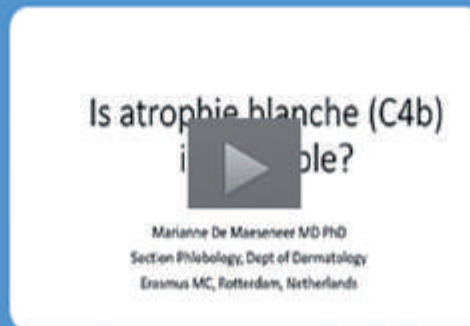 Is atrophie blanche (C4b)
Marianne De Maeseneer MD PhD
Section Phlebology, Dept of Dermatology
Erasmus MC, Rotterdam, Netherlands